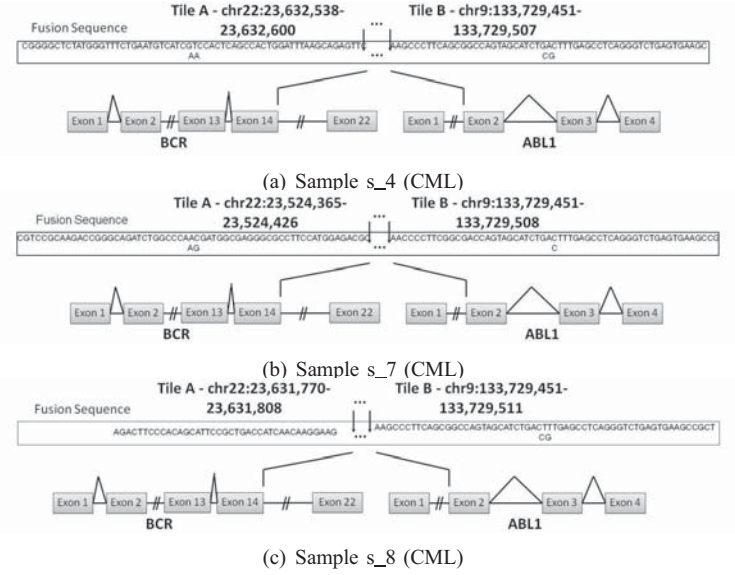 Tile A - chr22:23,632,538-
23,632,600
...
Tile B - chr9:133,729,451-
133,729,507
Fusion Sequence
CGGGGCTCTATGGGTTTCTGAATGTCATCGTCCACTCAGCCACTGGATTTAAGCAGAGTTC ... AAGCCCTTCAGCGGCCAGTAGCATCTGACTTTGAGCCTCAGGGTCTGAGTGAAGC
AA CG
Exon 1 Exon 2 Exon 13 Exon 14 Exon 22 Exon 1 Exon 2 Exon 3 Exon 4
BCR ABL1
(a) Sample s_4 (CML)
Tile A - chr22:23,524,365-
23,524,426
...
Tile B - chr9:133,729,451-
133,729,508
Fusion Sequence
CGTCCGCAAGACCGGGCAGATCTGGCCCAACGATGGCGAGGGCGCCTTCCATGGAGACGC ... AACCCCTTCGGCGACCAGTAGCATCTGACTTTGAGCCTCAGGGTCTGAGTGAAGCCG
AG C
Exon 1 Exon 2 Exon 13 Exon 14 Exon 22 Exon 1 Exon 2 Exon 3 Exon 4
BCR ABL1
(b) Sample s_7 (CML)
Tile A - chr22:23,631,770-
23,631,808
...
Tile B - chr9:133,729,451-
133,729,511
Fusion Sequence
AGACTTCCCACAGCATTCCGCTGACCATCAACAAGGAAG ... AAGCCCTTCAGCGGCCAGTAGCATCTGACTTTGAGCCTCAGGGTCTGAGTGAAGCCGCT
CG
Exon 1 Exon 2 Exon 13 Exon 14 Exon 22 Exon 1 Exon 2 Exon 3 Exon 4
BCR ABL1
(c) Sample s_8 (CML)